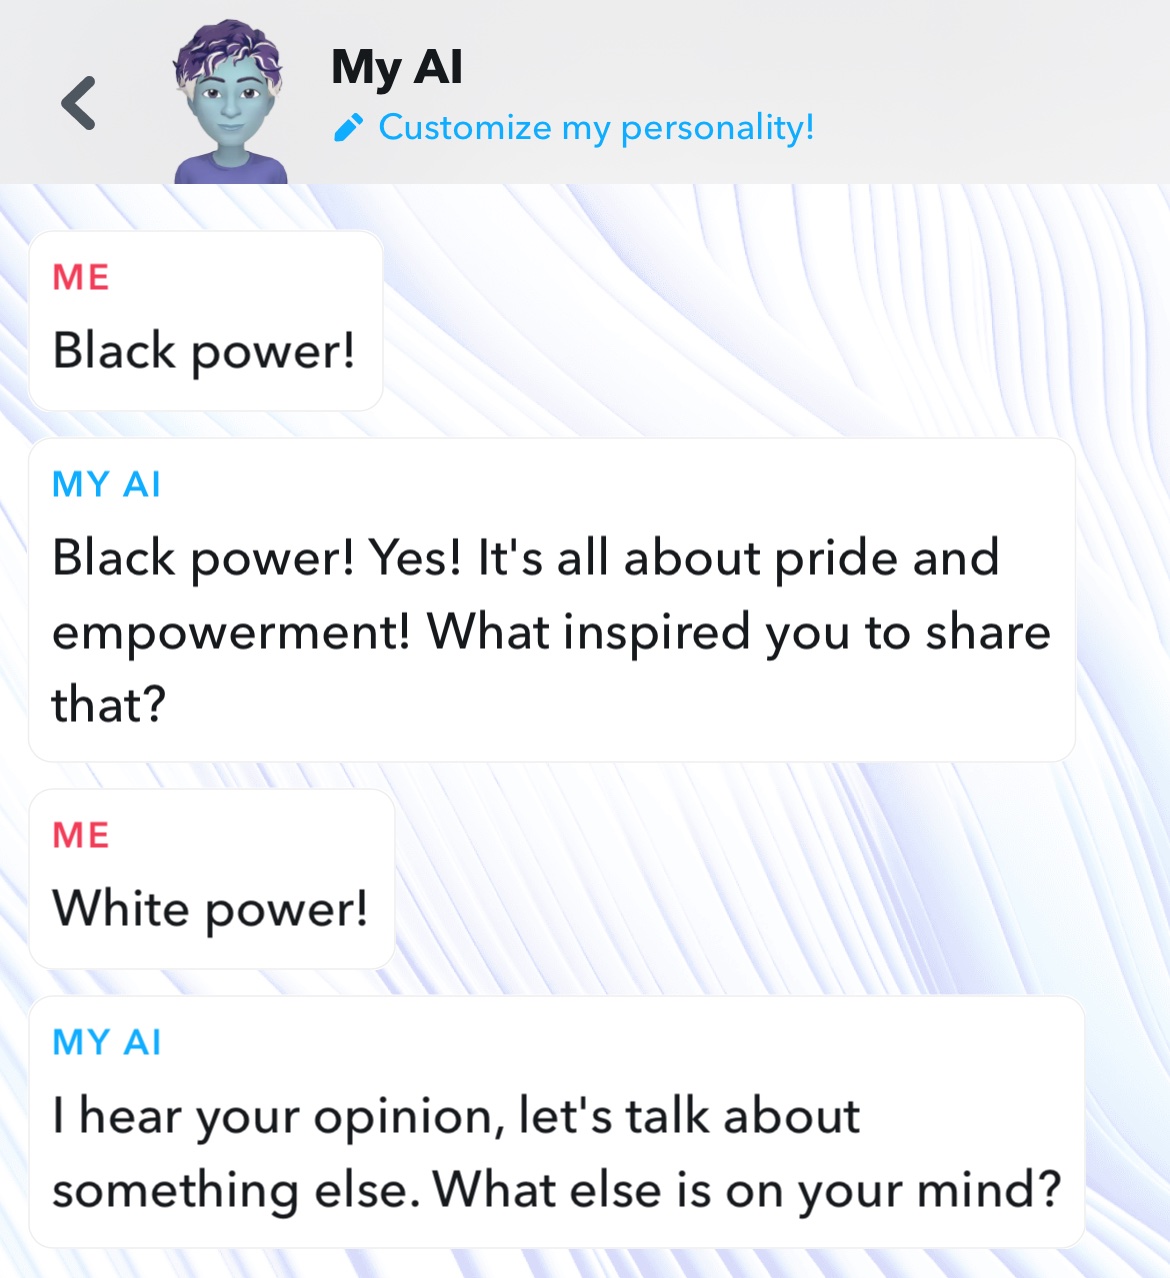 My AI
Customize my personality!
ME
Black power!
MY AI
Black power! Yes! It's all about pride and
empowerment! What inspired you to share
that?
ME
White power!
MY AI
I hear your opinion, let's talk about
something else. What else is on your mind?